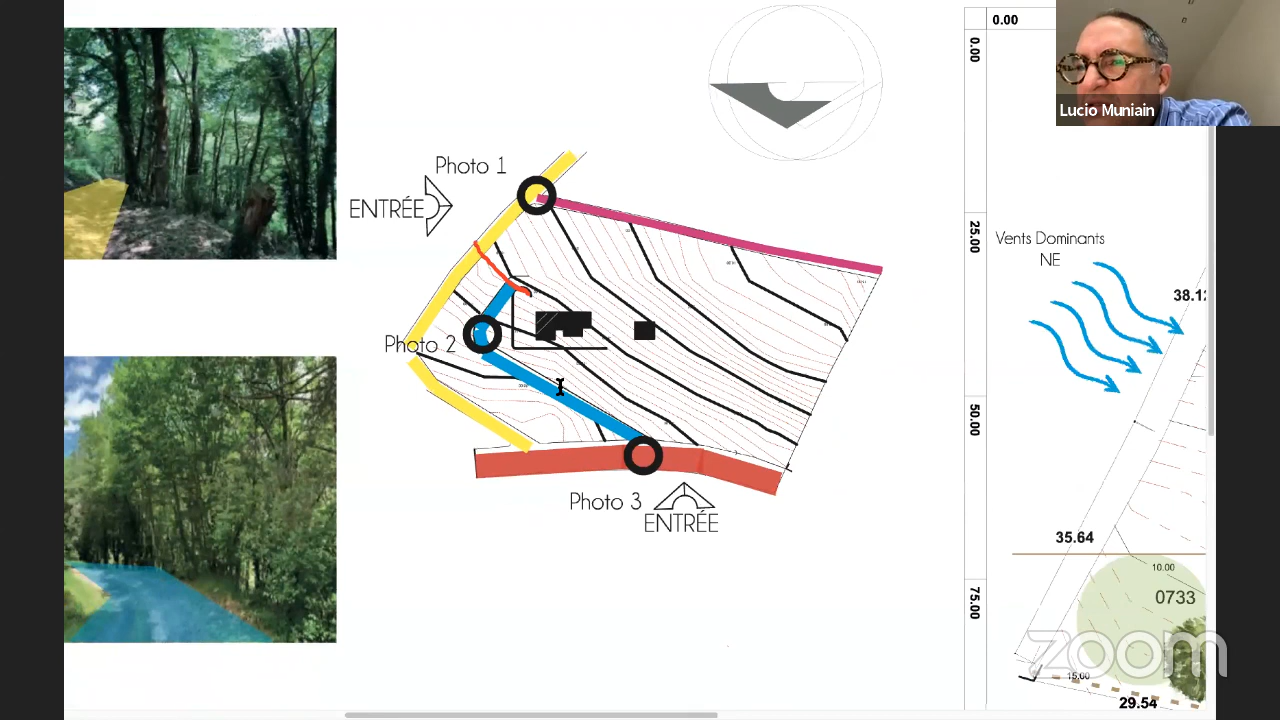 0.00
0.00
Lucio Muniain
Photo 1
ENTRÉE
25.00
Vents Dominants
NE
38.1
Photo 2
50.00
Photo 3
ENTRÉE
35.64
10.00
0733
75.00
zoom
15.00
29.54